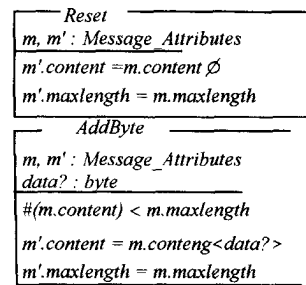 Reset
m, m' : Message_Attributes
m'.content =m.content Ø
m'.maxlength = m.maxlength
AddByte
m, m' : Message_Attributes
data? : byte
#(m.content) < m.maxlength
m'.content = m.conteng<data?>
m'.maxlength = m.maxlength